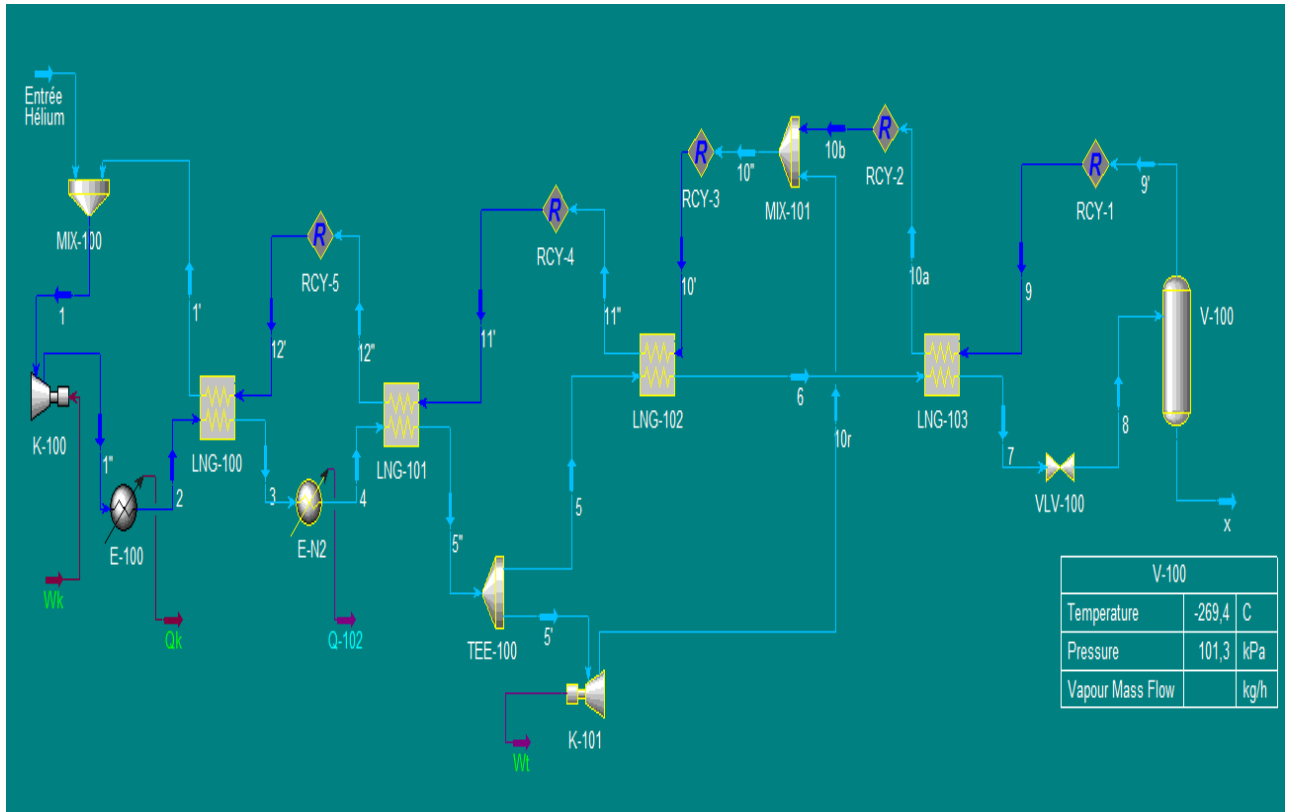 Entrée
Hélium
MIX-100
1
1'
K-100
1"
E-100
2
Wk
Qk
LNG-100
3
E-N2
4
Q-102
12'
RCY-5
12"
LNG-101
11'
RCY-4
11"
5"
TEE-100
5
5'
K-101
Wt
LNG-102
10'
RCY-3
10"
MIX-101
10b
RCY-2
10a
10r
6
LNG-103
9
RCY-1
9'
7
VLV-100
8
V-100
x
R
R
R
R
R
V-100
Temperature -269,4 C
Pressure 101,3 kPa
Vapour Mass Flow kg/h